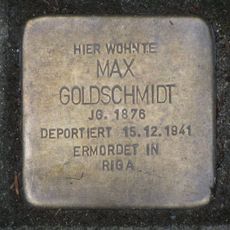 HIER WOHNTE
MAX
GOLDSCHMIDT
JG. 1876
DEPORTIERT 15.12.1941
ERMORDET IN
RIGA